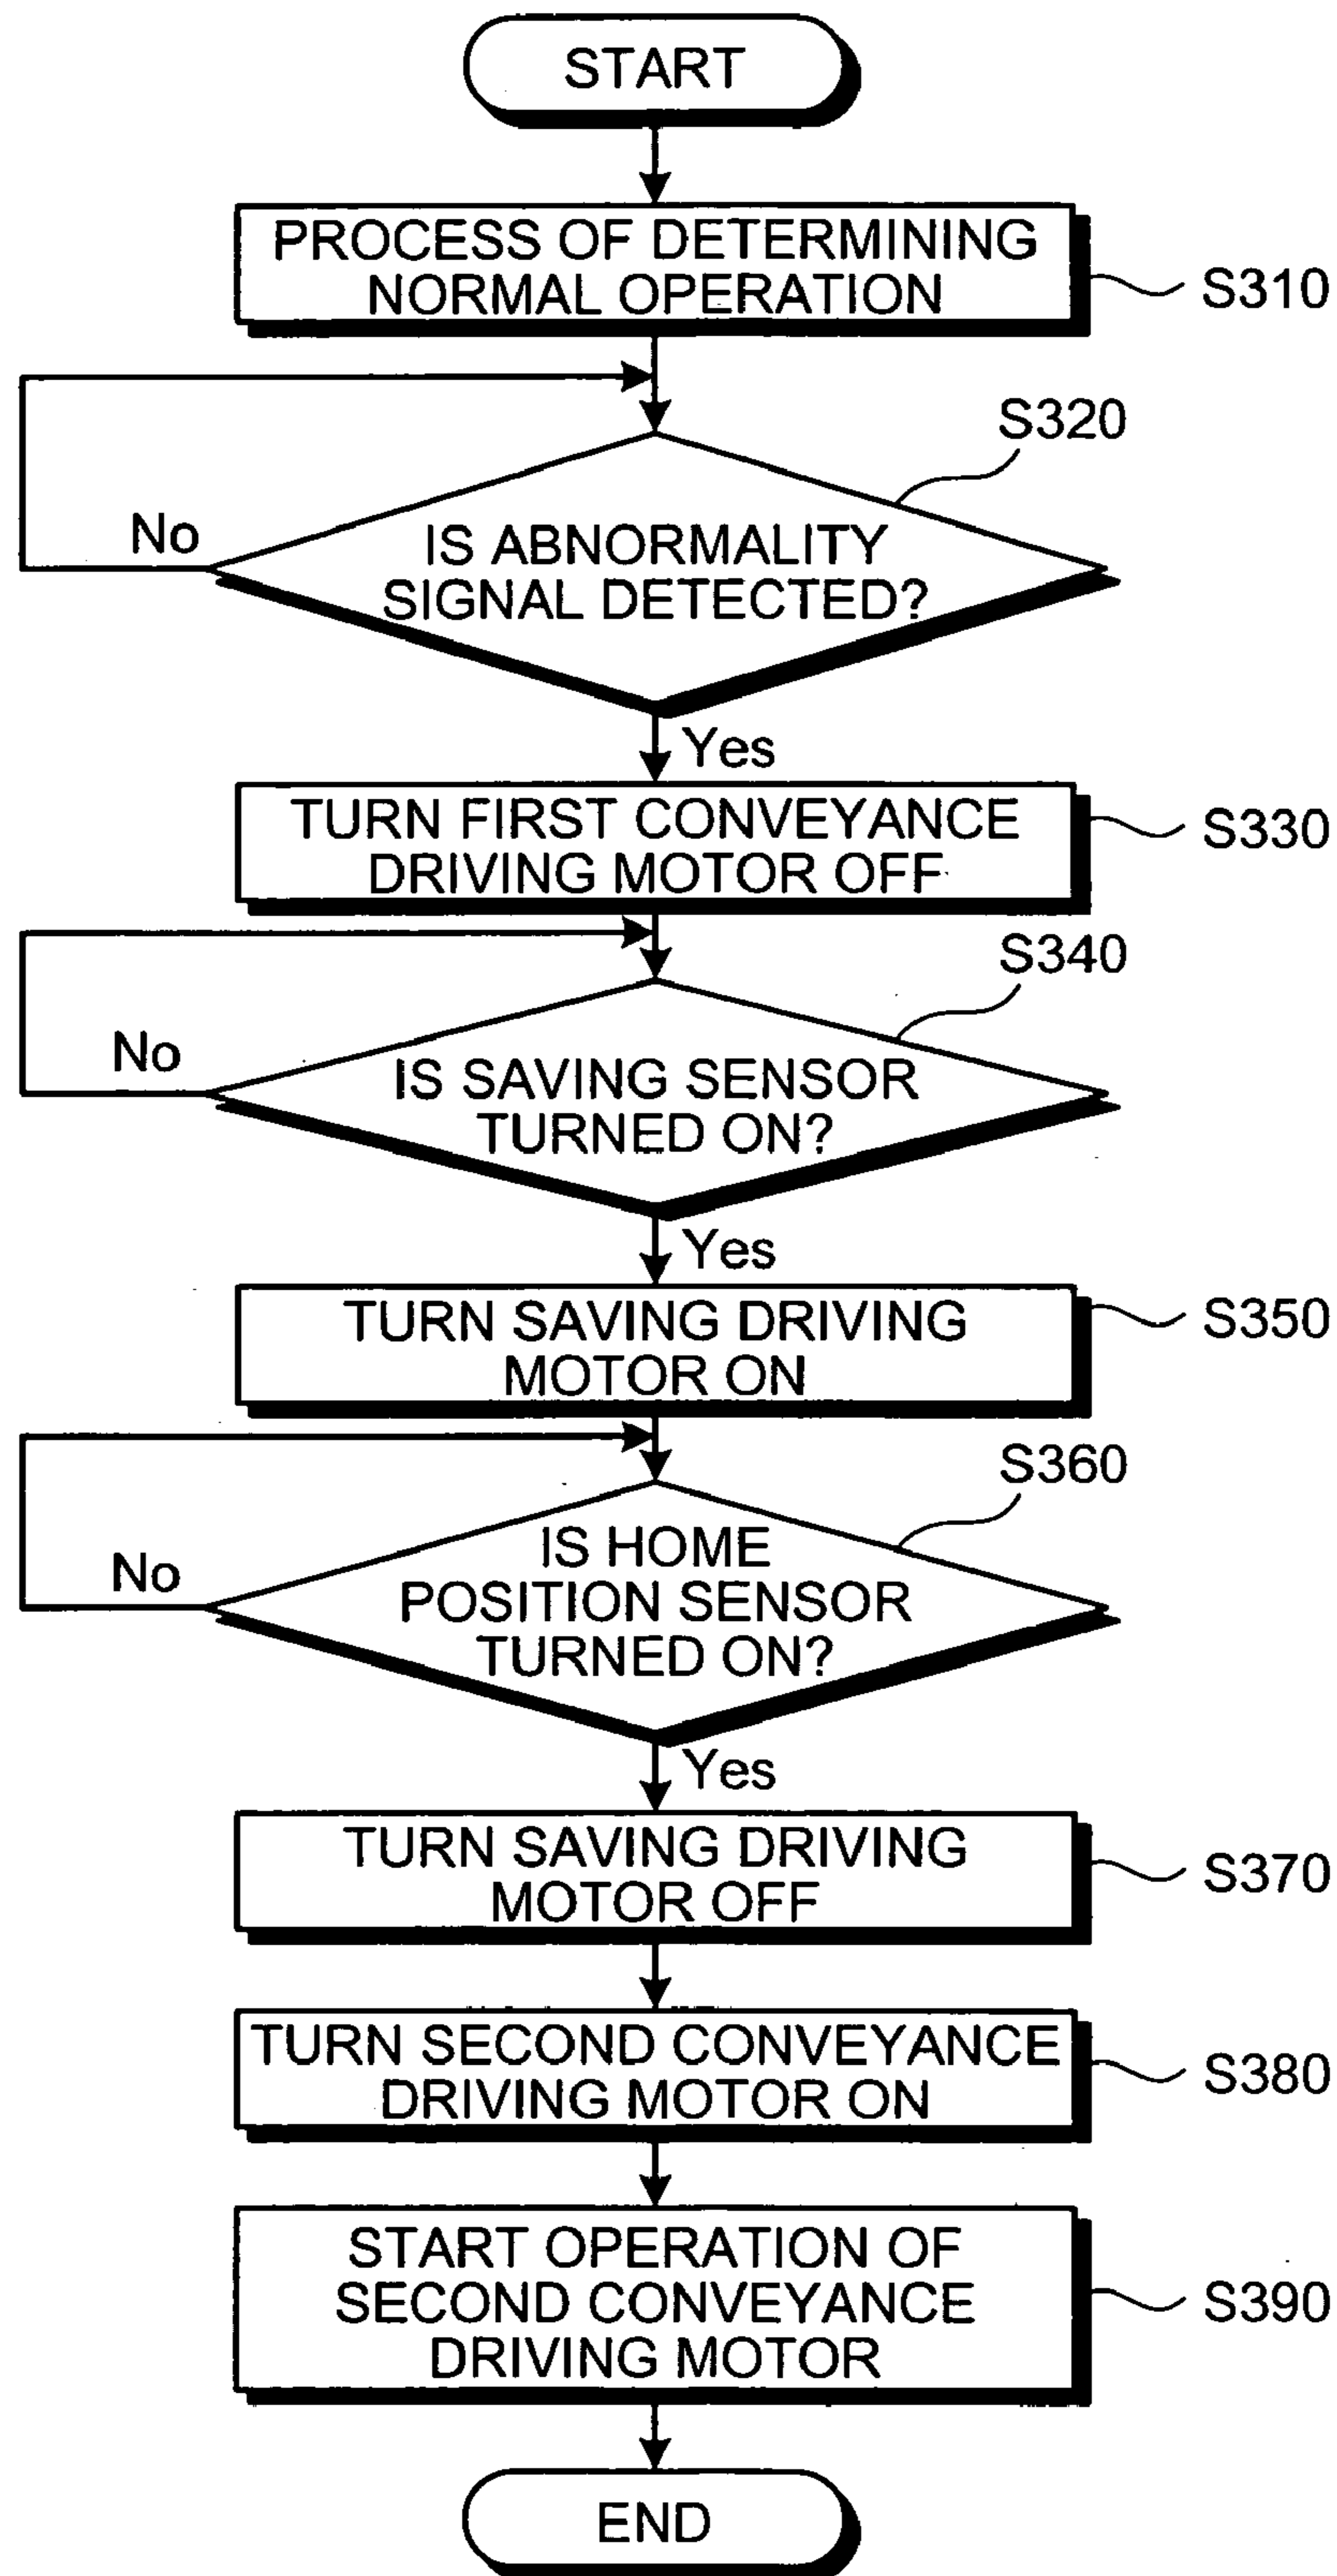 START
PROCESS OF DETERMINING
NORMAL OPERATION
S310
S320
No
IS ABNORMALITY
SIGNAL DETECTED?
Yes
TURN FIRST CONVEYANCE
DRIVING MOTOR OFF
S330
S340
No
IS SAVING SENSOR
TURNED ON?
Yes
TURN SAVING DRIVING
MOTOR ON
S350
S360
No
IS HOME
POSITION SENSOR
TURNED ON?
Yes
TURN SAVING DRIVING
MOTOR OFF
S370
TURN SECOND CONVEYANCE
DRIVING MOTOR ON
S380
START OPERATION OF
SECOND CONVEYANCE
DRIVING MOTOR
S390
END